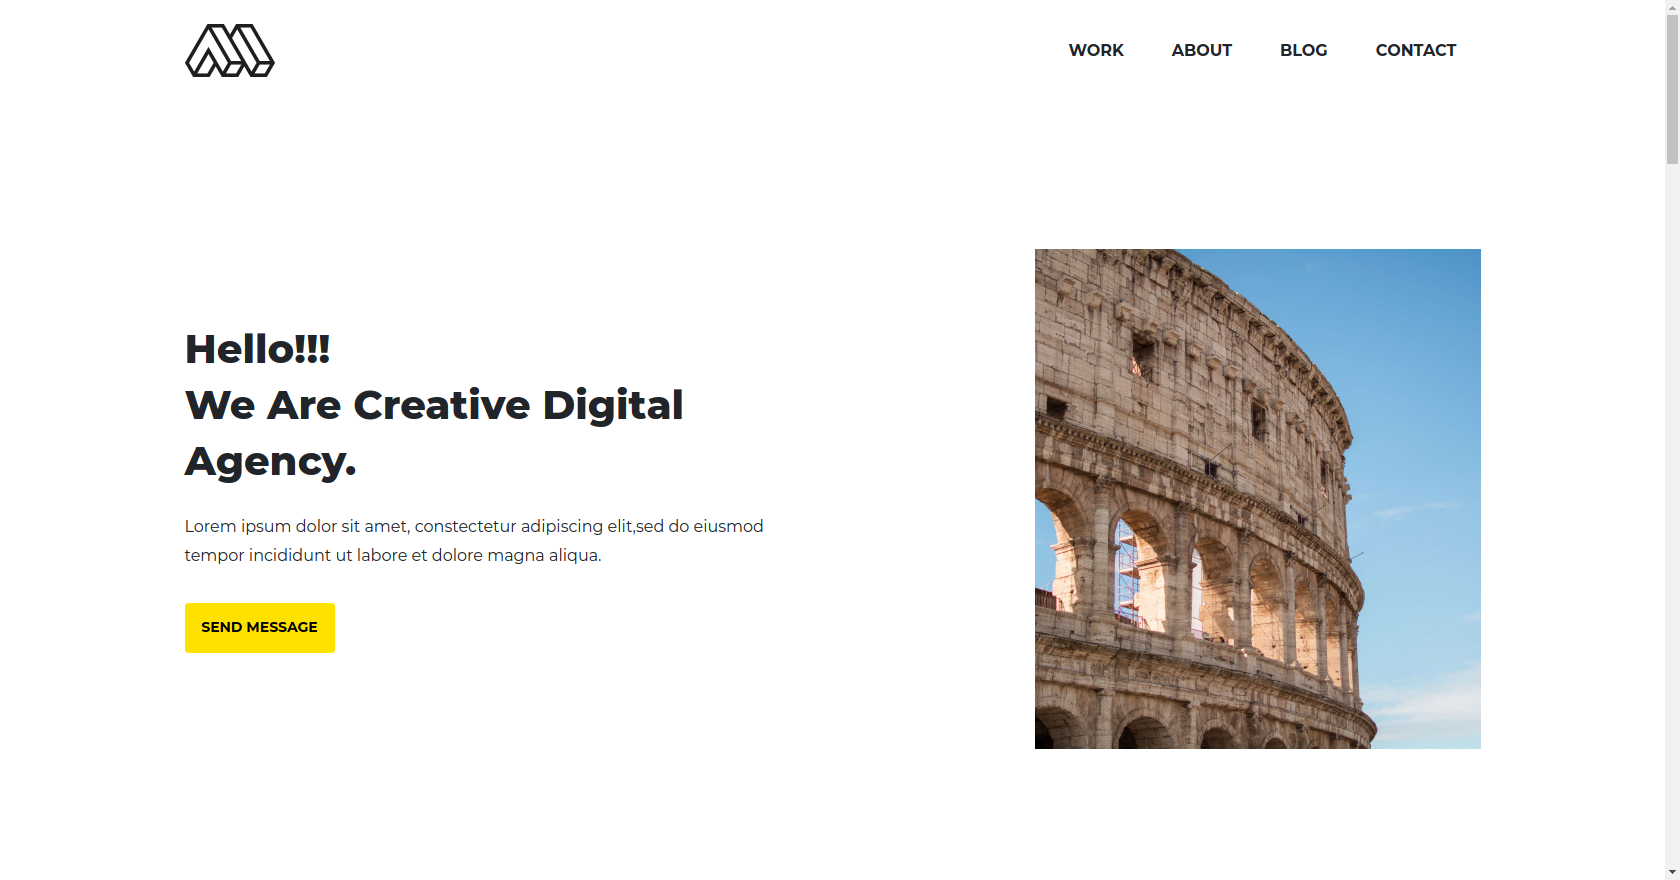 WORK ABOUT BLOG CONTACT
Hello!!!
We Are Creative Digital
Agency.
Lorem ipsum dolor sit amet, constectetur adipiscing elit,sed do eiusmod
tempor incididunt ut labore et dolore magna aliqua.
SEND MESSAGE